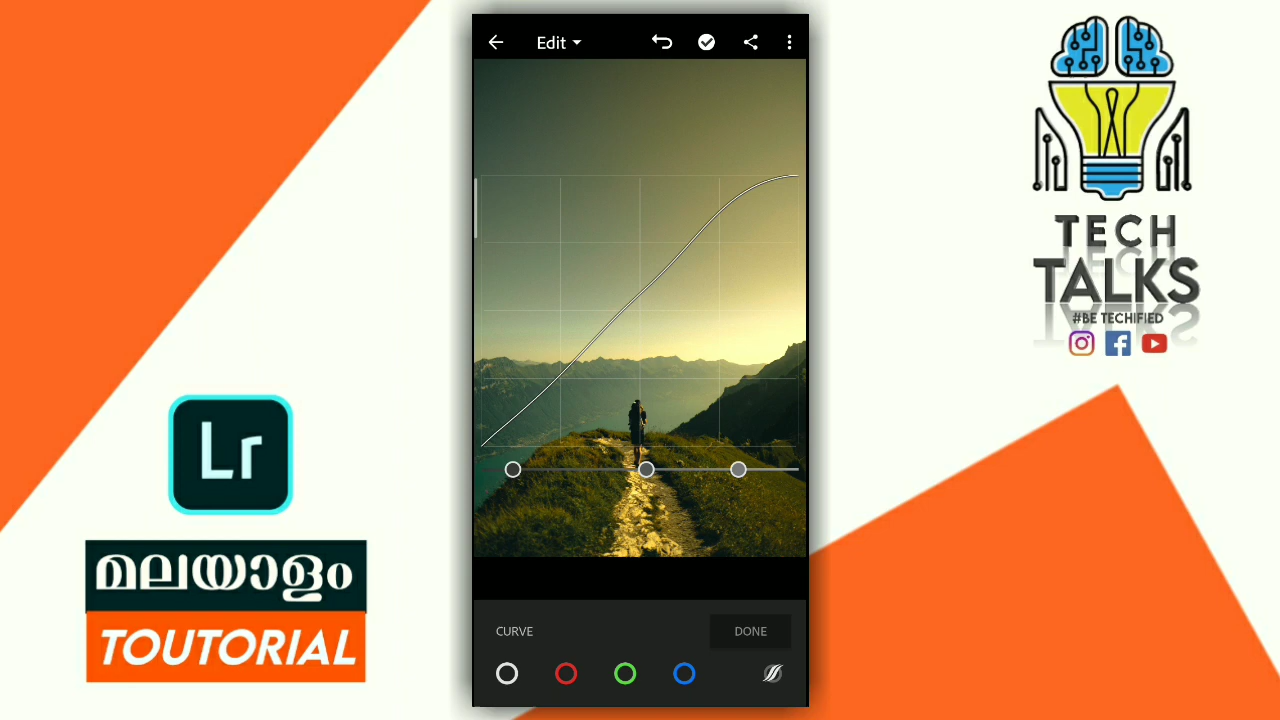 Edit
TECH
TALKS
#BE TECHIFIED
Lr
മലയാളം
TOUTORIAL
CURVE
DONE